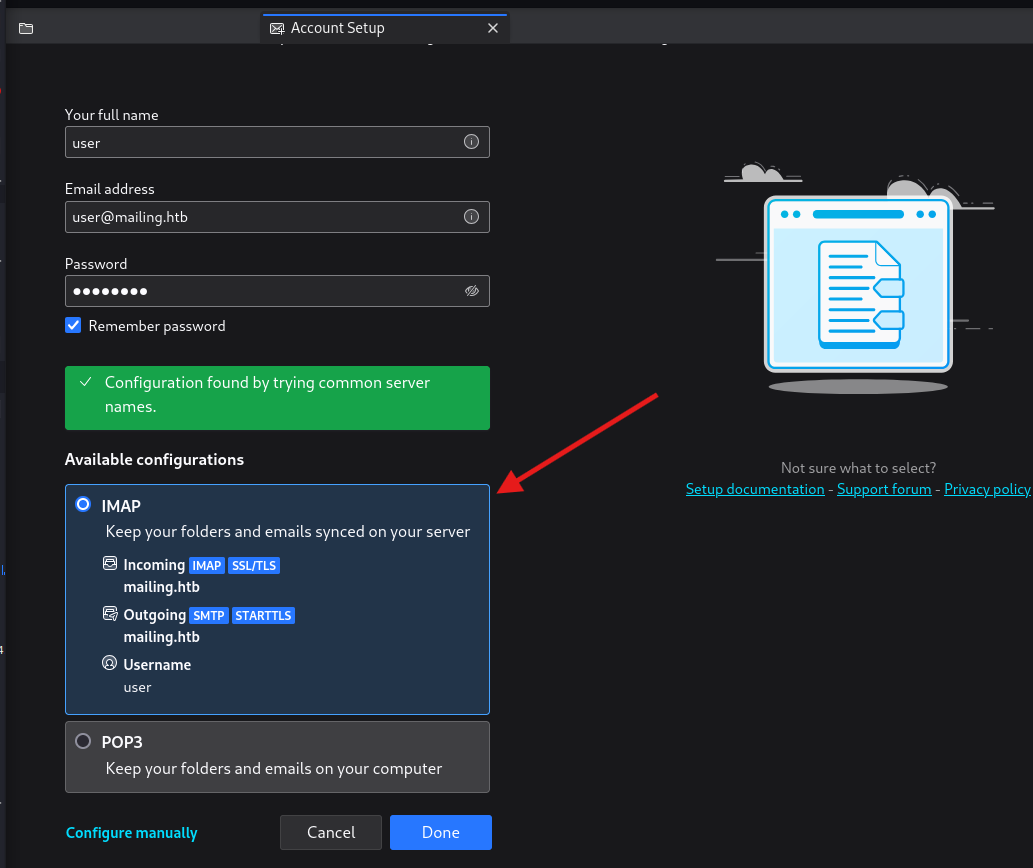 Account Setup
Your full name
user
Email address
user@mailing.htb
Password
Remember password
Configuration found by trying common server
names.
Available configurations
IMAP
Keep your folders and emails synced on your server
Incoming IMAP SSL/TLS
mailing.htb
Outgoing SMTP STARTTLS
mailing.htb
Username
user
POP3
Keep your folders and emails on your computer
Configure manually
Cancel
Done
Not sure what to select?
Setup documentation - Support forum - Privacy policy